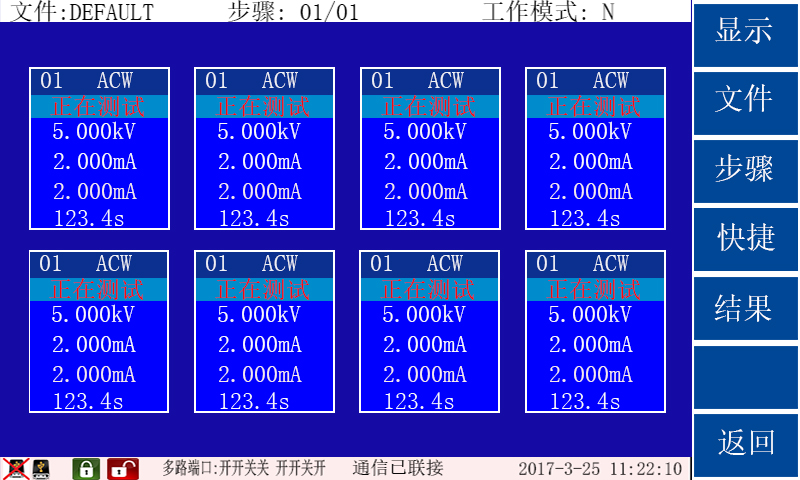 文件:DEFAULT 步骤: 01/01 工作模式: N
01 ACW 01 ACW 01 ACW 01 ACW
正在测试 正在测试 正在测试 正在测试
5.000kV 5.000kV 5.000kV 5.000kV
2.000mA 2.000mA 2.000mA 2.000mA
2.000mA 2.000mA 2.000mA 2.000mA
123.4s 123.4s 123.4s 123.4s
01 ACW 01 ACW 01 ACW 01 ACW
正在测试 正在测试 正在测试 正在测试
5.000kV 5.000kV 5.000kV 5.000kV
2.000mA 2.000mA 2.000mA 2.000mA
2.000mA 2.000mA 2.000mA 2.000mA
123.4s 123.4s 123.4s 123.4s
多路端口:开开关关 开开关开 通信已联接 2017-3-25 11:22:10
显示
文件
步骤
快捷
结果
返回